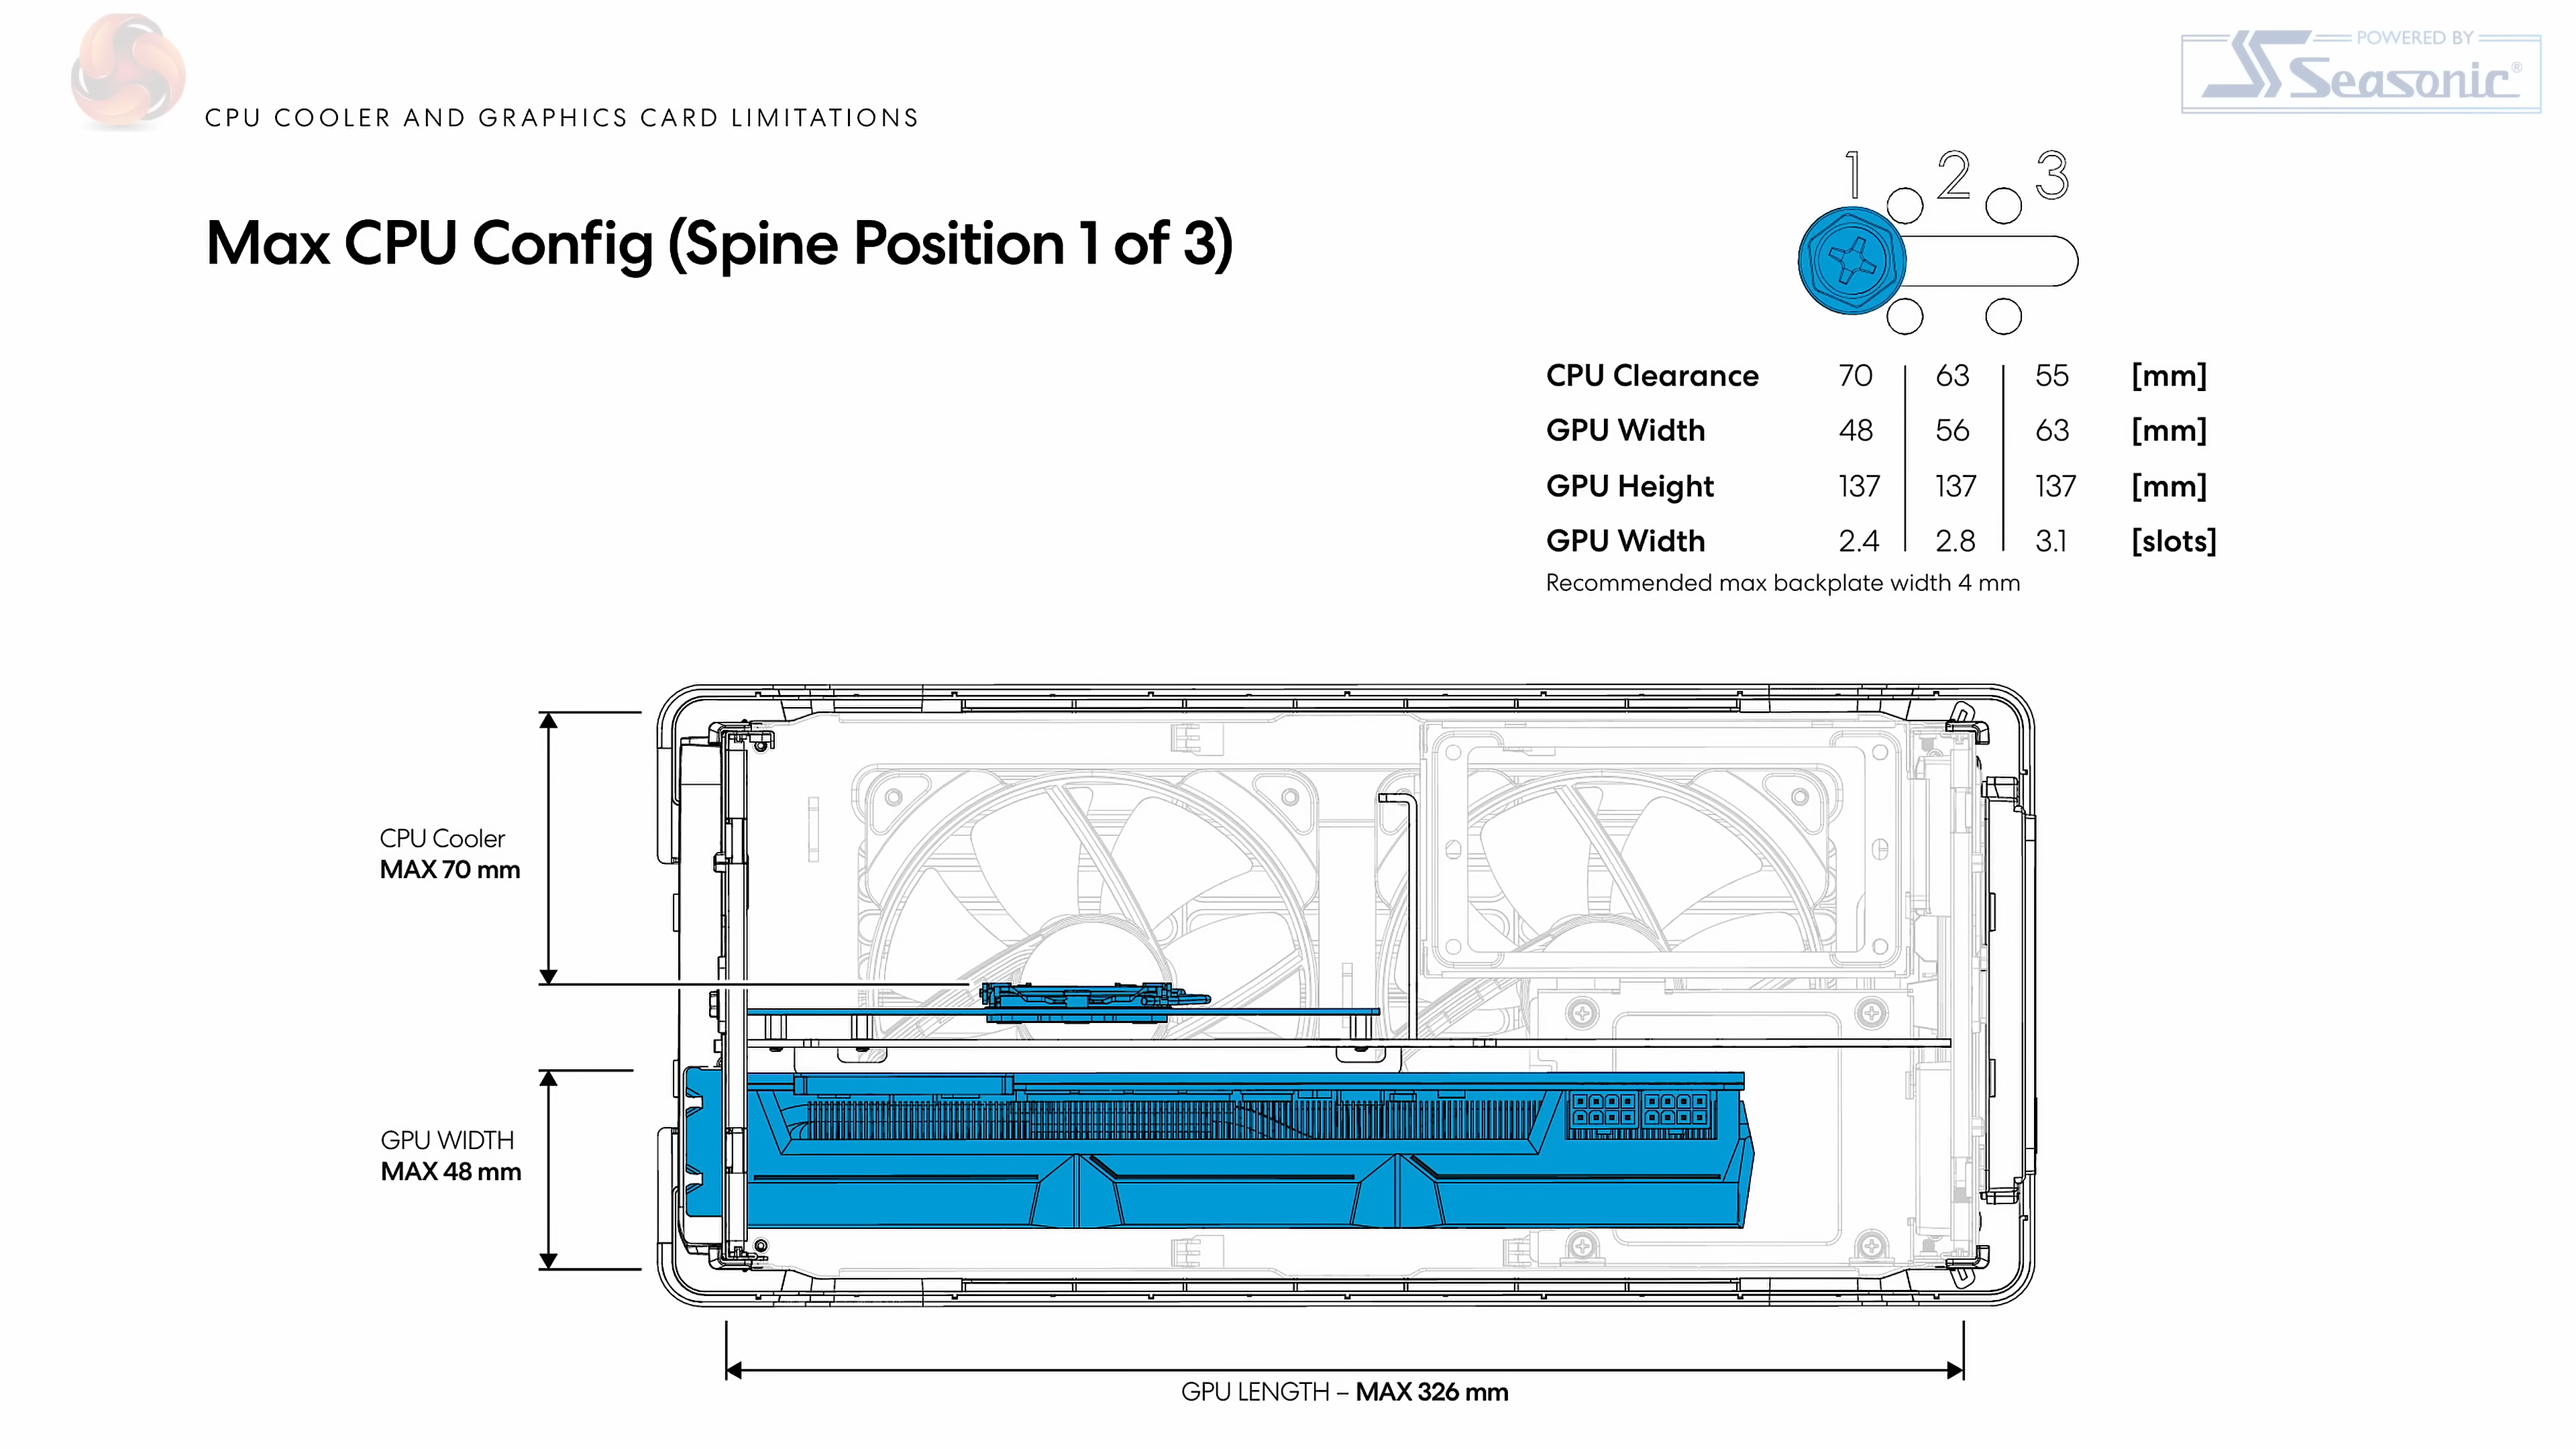 POWERED BY
Seasonic®
CPU COOLER AND GRAPHICS CARD LIMITATIONS
Max CPU Config (Spine Position 1 of 3)
1 2 3
CPU Clearance 70 63 55 [mm]
GPU Width 48 56 63 [mm]
GPU Height 137 137 137 [mm]
GPU Width 2.4 2.8 3.1 [slots]
Recommended max backplate width 4 mm
CPU Cooler
MAX 70 mm
GPU WIDTH
MAX 48 mm
GPU LENGTH – MAX 326 mm